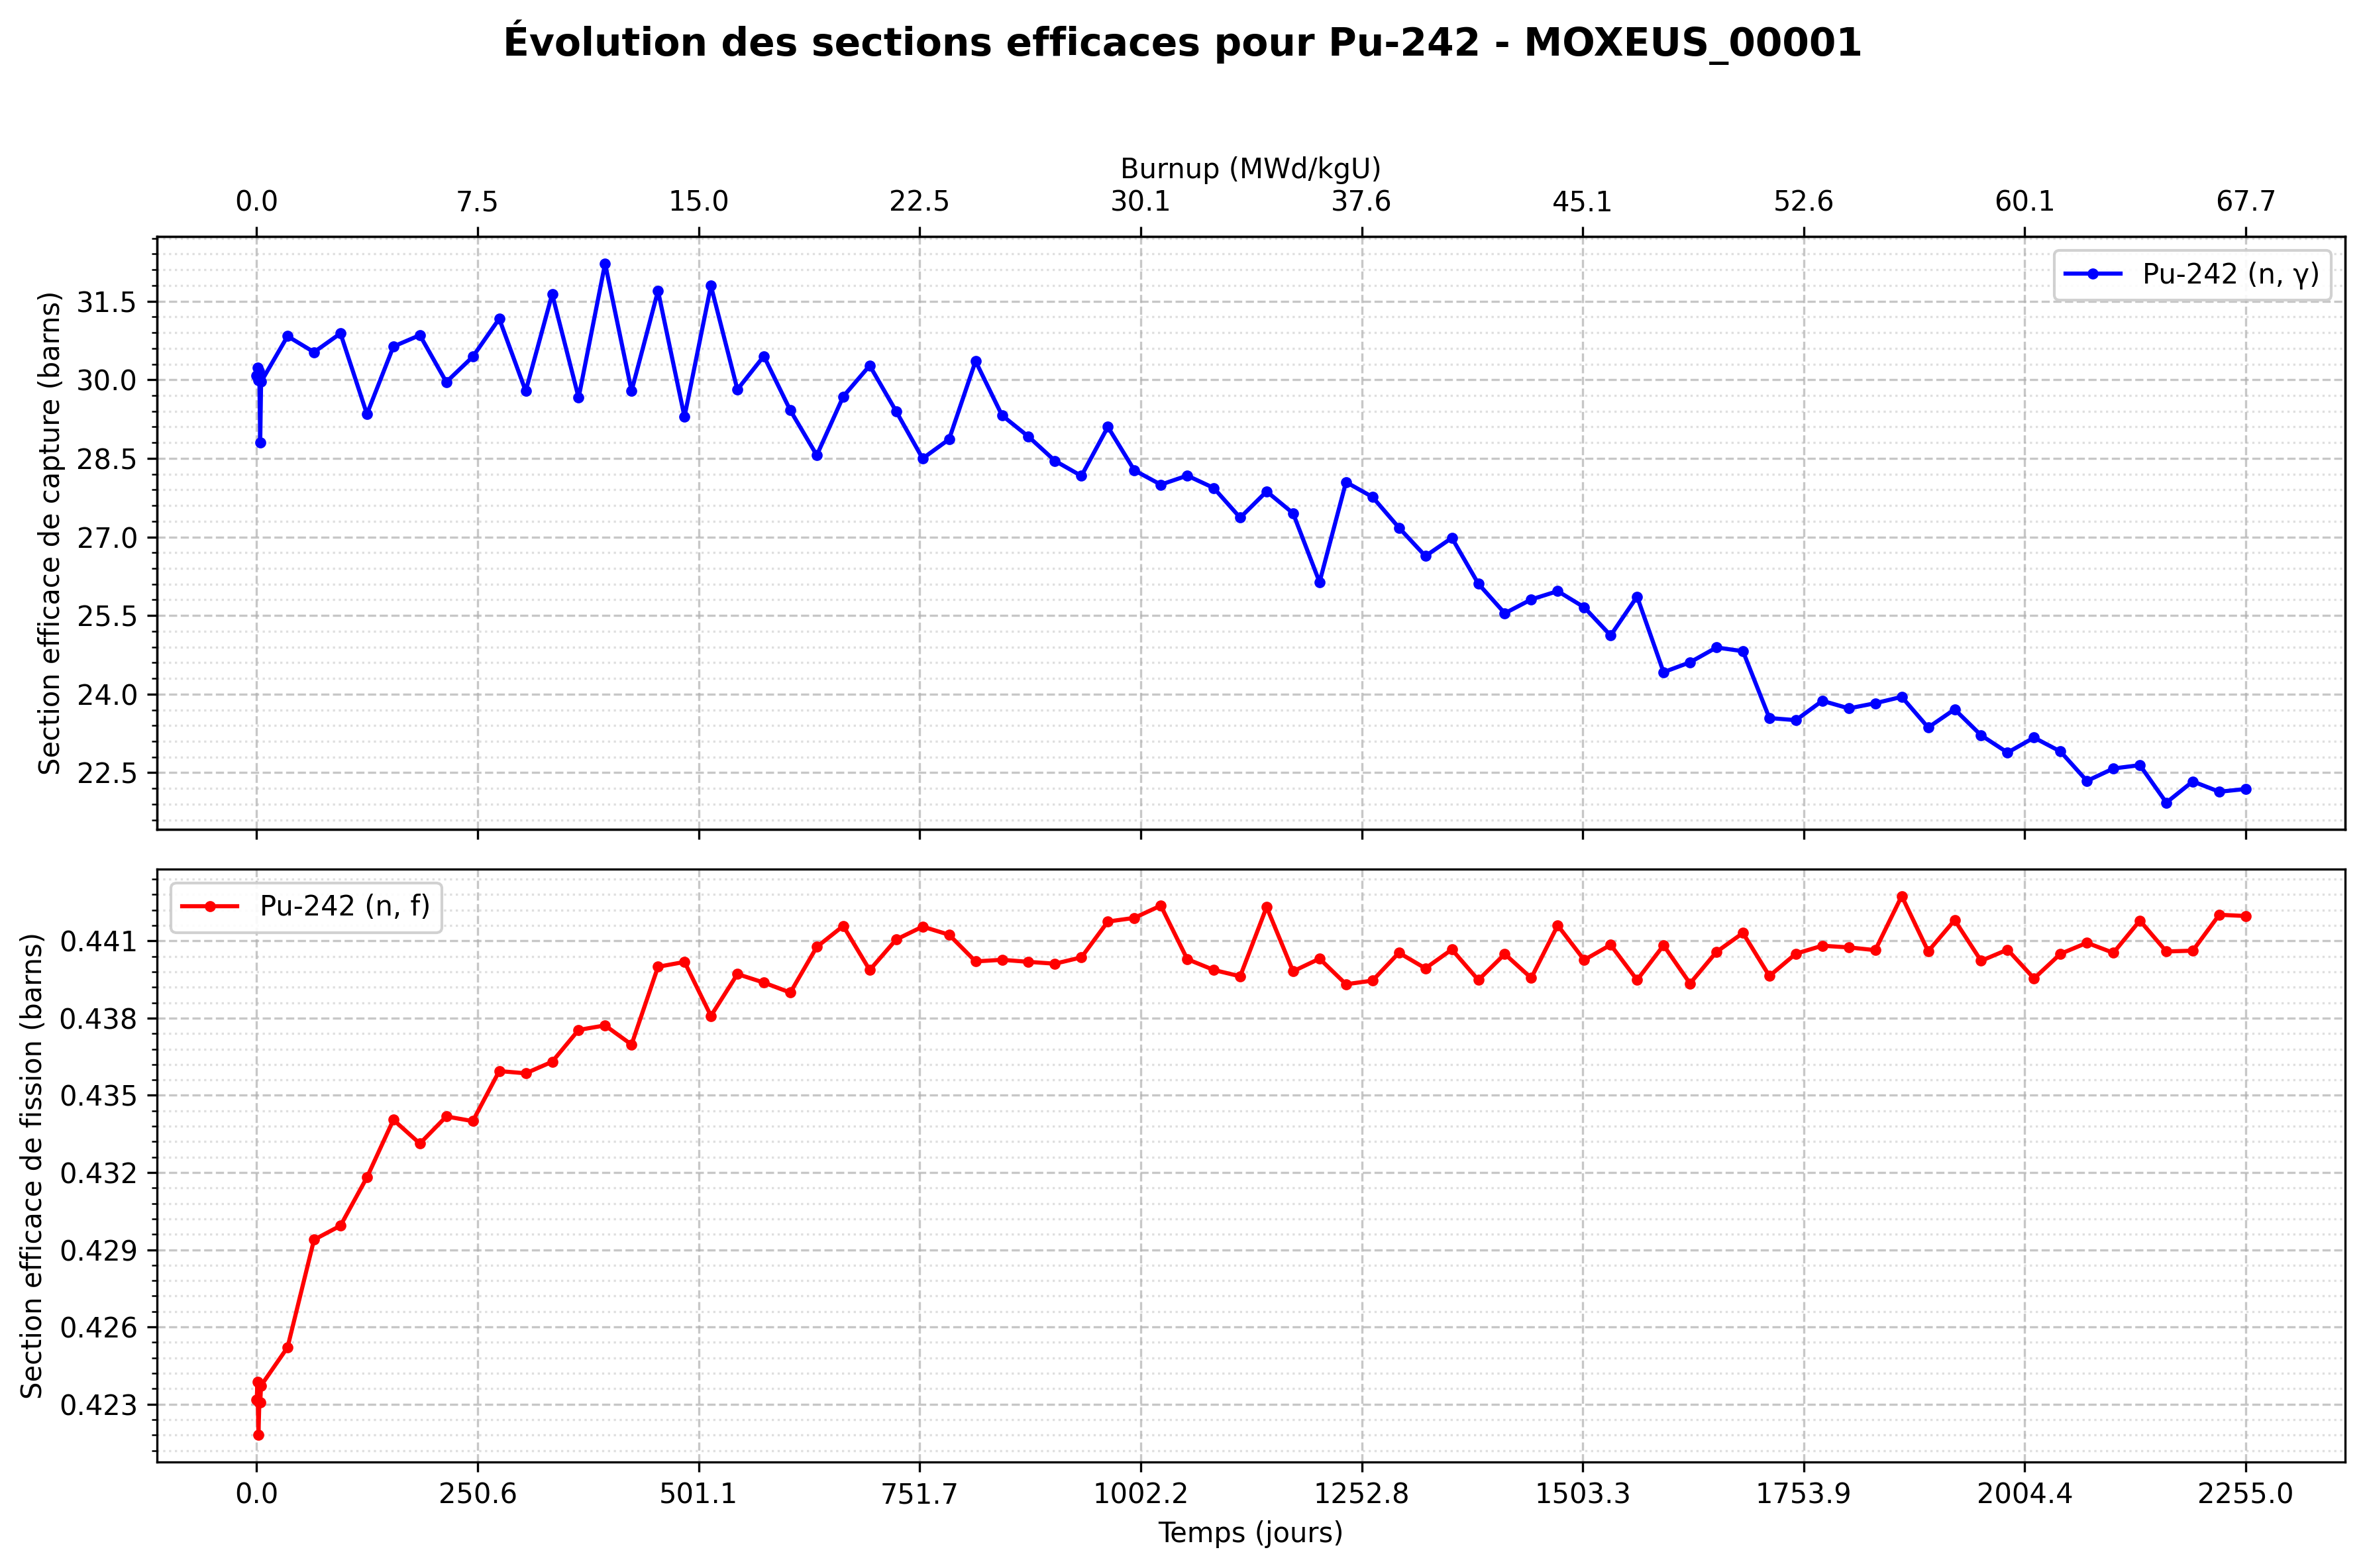 Évolution des sections efficaces pour Pu-242 - MOXEUS_00001
Burnup (MWd/kgU)
0.0 7.5 15.0 22.5 30.1 37.6 45.1 52.6 60.1 67.7
Section efficace de capture (barns)
31.5
30.0
28.5
27.0
25.5
24.0
22.5
Pu-242 (n, γ)
Section efficace de fission (barns)
0.441
0.438
0.435
0.432
0.429
0.426
0.423
Pu-242 (n, f)
0.0 250.6 501.1 751.7 1002.2 1252.8 1503.3 1753.9 2004.4 2255.0
Temps (jours)